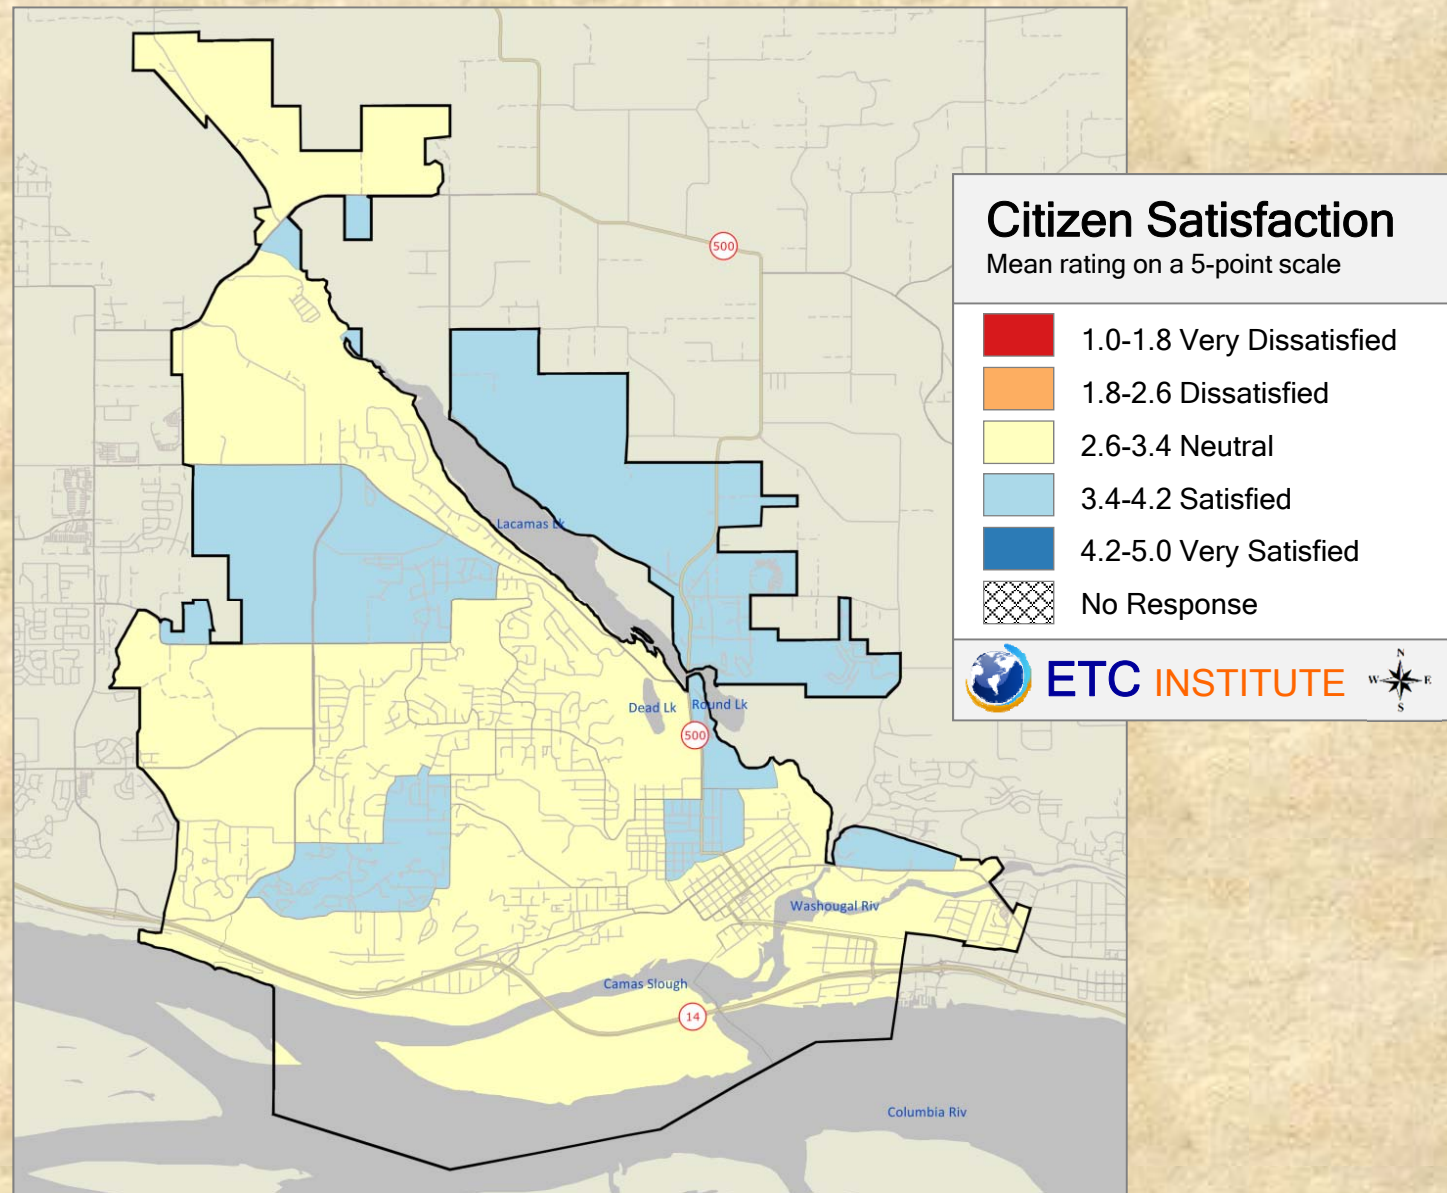 Citizen Satisfaction
Mean rating on a 5-point scale
1.0-1.8 Very Dissatisfied
1.8-2.6 Dissatisfied
2.6-3.4 Neutral
3.4-4.2 Satisfied
4.2-5.0 Very Satisfied
No Response
ETC INSTITUTE
N
W
E
S
500
Lacamas Lk
Dead Lk
Round Lk
500
Washougal Riv
Camas Slough
14
Columbia Riv